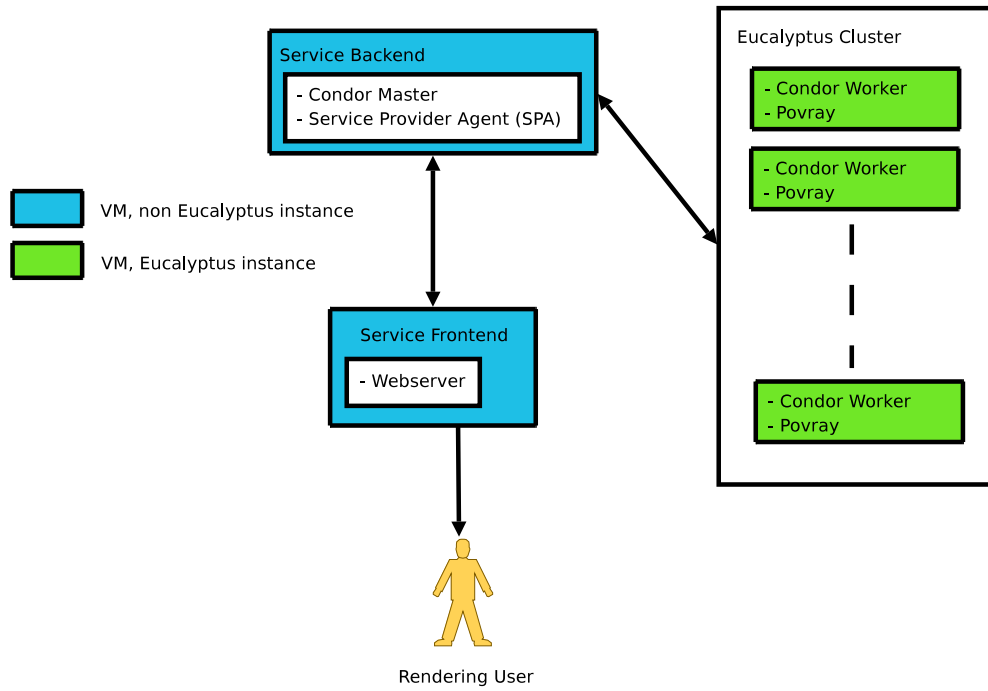 Service Backend
- Condor Master
- Service Provider Agent (SPA)
Eucalyptus Cluster
- Condor Worker
- Povray
- Condor Worker
- Povray
- Condor Worker
- Povray
VM, non Eucalyptus instance
VM, Eucalyptus instance
Service Frontend
- Webserver
Rendering User